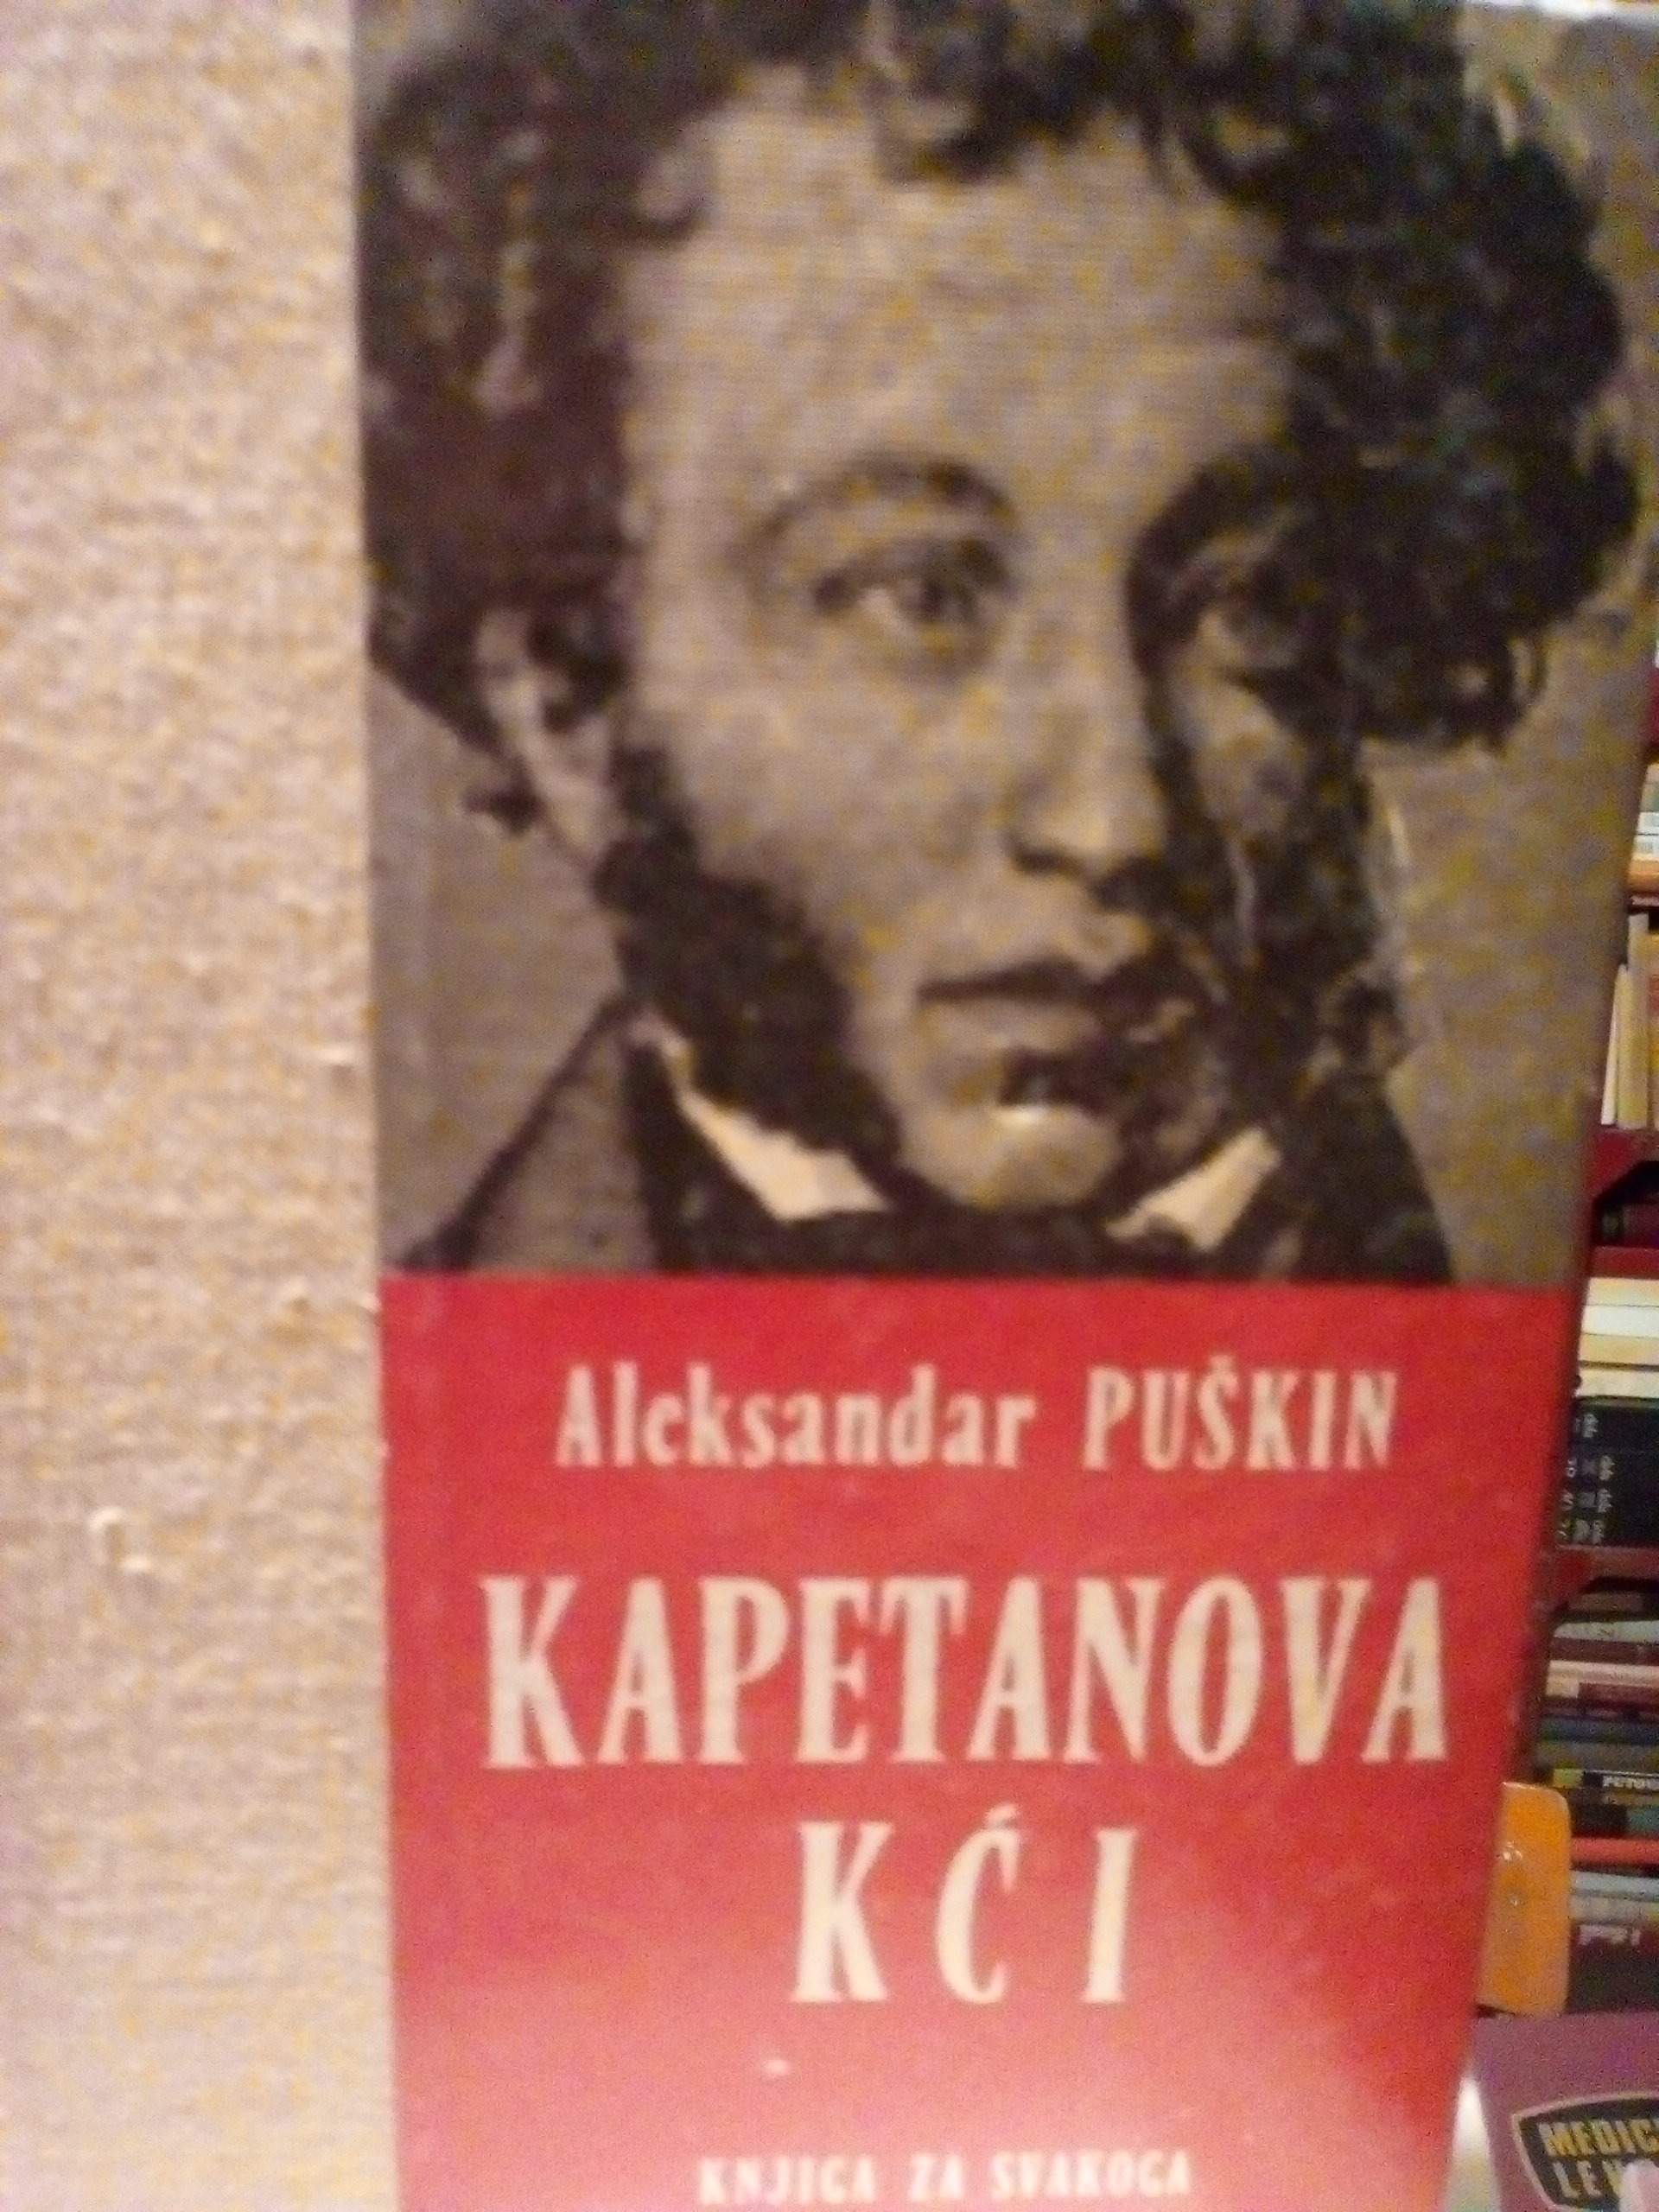 Aleksandar PUŠKIN
KAPETANOVA
KĆI
KNJIGA ZA SVAKOGA